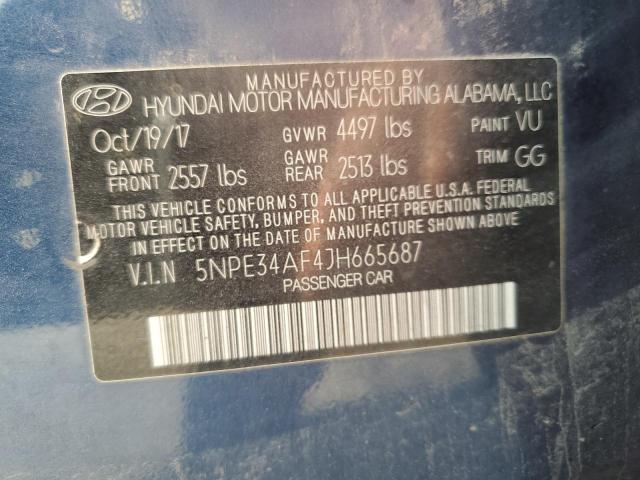 MANUFACTURED BY
HYUNDAI MOTOR MANUFACTURING ALABAMA, LLC
Oct/19/17 GVWR 4497 lbs PAINT VU
GAWR FRONT 2557 lbs GAWR REAR 2513 lbs TRIM GG
THIS VEHICLE CONFORMS TO ALL APPLICABLE U.S.A. FEDERAL
MOTOR VEHICLE SAFETY, BUMPER, AND THEFT PREVENTION STANDARDS
IN EFFECT ON THE DATE OF MANUFACTURE SHOWN ABOVE.
V.I.N 5NPE34AF4JH665687
PASSENGER CAR